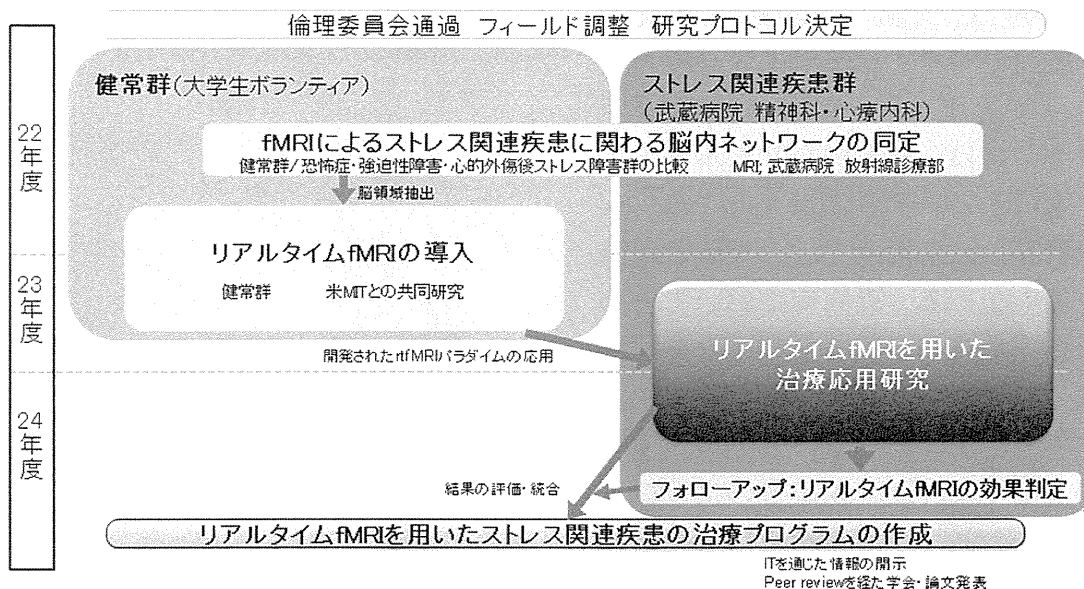 倫理委員会通過 フィールド調整 研究プロトコル決定
22年度
健常群(大学生ボランティア)
ストレス関連疾患群
(武蔵病院 精神科・心療内科)
fMRIによるストレス関連疾患に関わる脳内ネットワークの同定
健常群/恐怖症・強迫性障害・心的外傷後ストレス障害群の比較 MRI; 武蔵病院 放射線診療部
脳領域抽出
リアルタイムfMRIの導入
23年度
健常群 米MITとの共同研究
開発されたrtfMRIパラダイムの応用
リアルタイムfMRIを用いた
治療応用研究
24年度
結果の評価・統合
フォローアップ:リアルタイムfMRIの効果判定
リアルタイムfMRIを用いたストレス関連疾患の治療プログラムの作成
ITを通じた情報の開示
Peer reviewを経た学会・論文発表